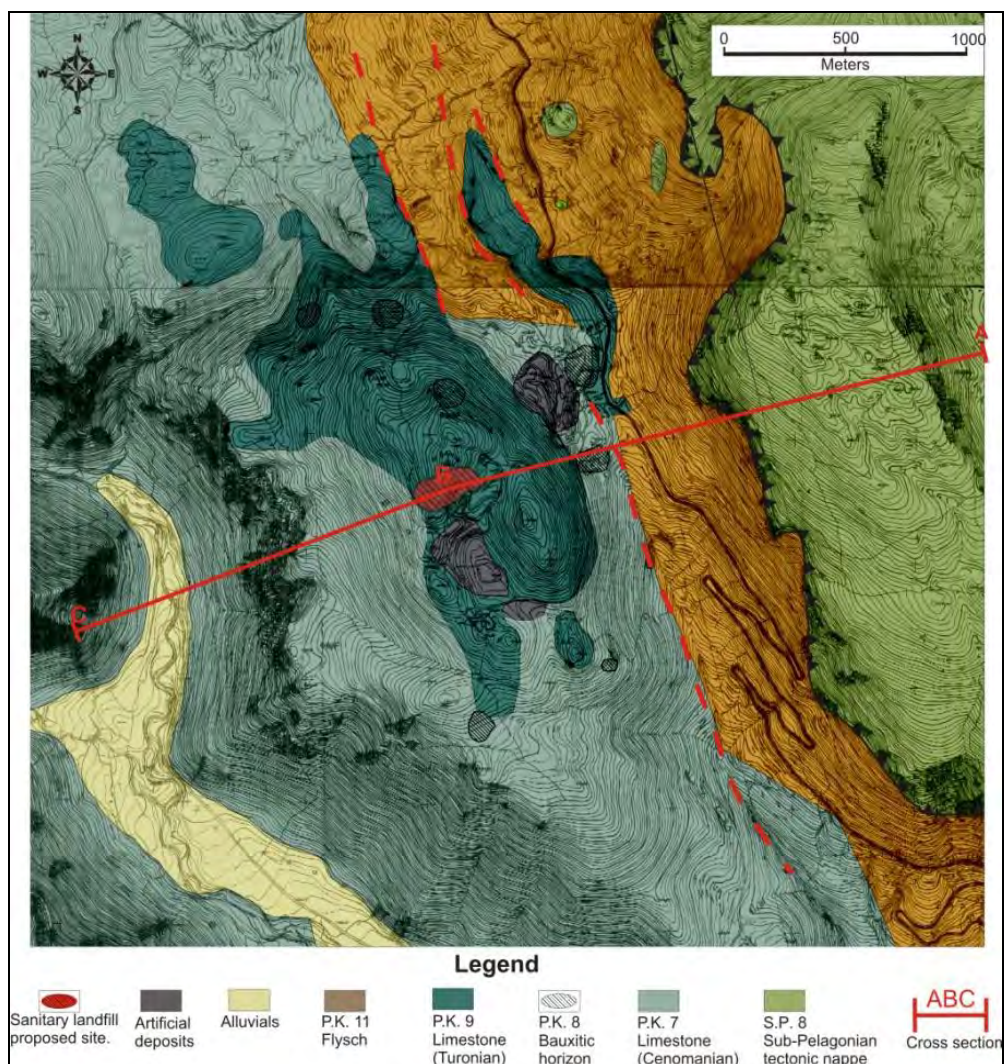 N
W E
S
0 500 1000
Meters
A
B
C
Legend
Sanitary landfill
proposed site.
Artificial
deposits
Alluvials
P.K. 11
Flysch
P.K. 9
Limestone
(Turonian)
P.K. 8
Bauxitic
horizon
P.K. 7
Limestone
(Cenomanian)
S.P. 8
Sub-Pelagonian
tectonic nappe
ABC
Cross section